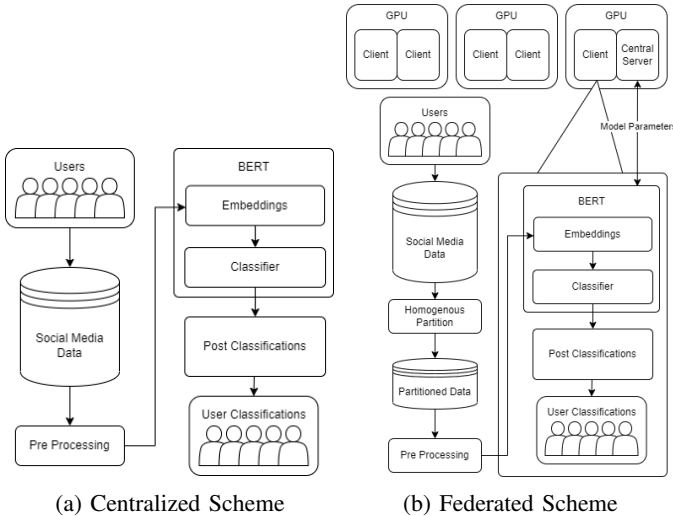 Users
Social Media
Data
Pre Processing
BERT
Embeddings
Classifier
Post Classifications
User Classifications
(a) Centralized Scheme
GPU
Client
Client
GPU
Client
Client
GPU
Client
Central
Server
Model Parameters
Users
Social Media
Data
Homogenous
Partition
Partitioned Data
Pre Processing
BERT
Embeddings
Classifier
Post Classifications
User Classifications
(b) Federated Scheme